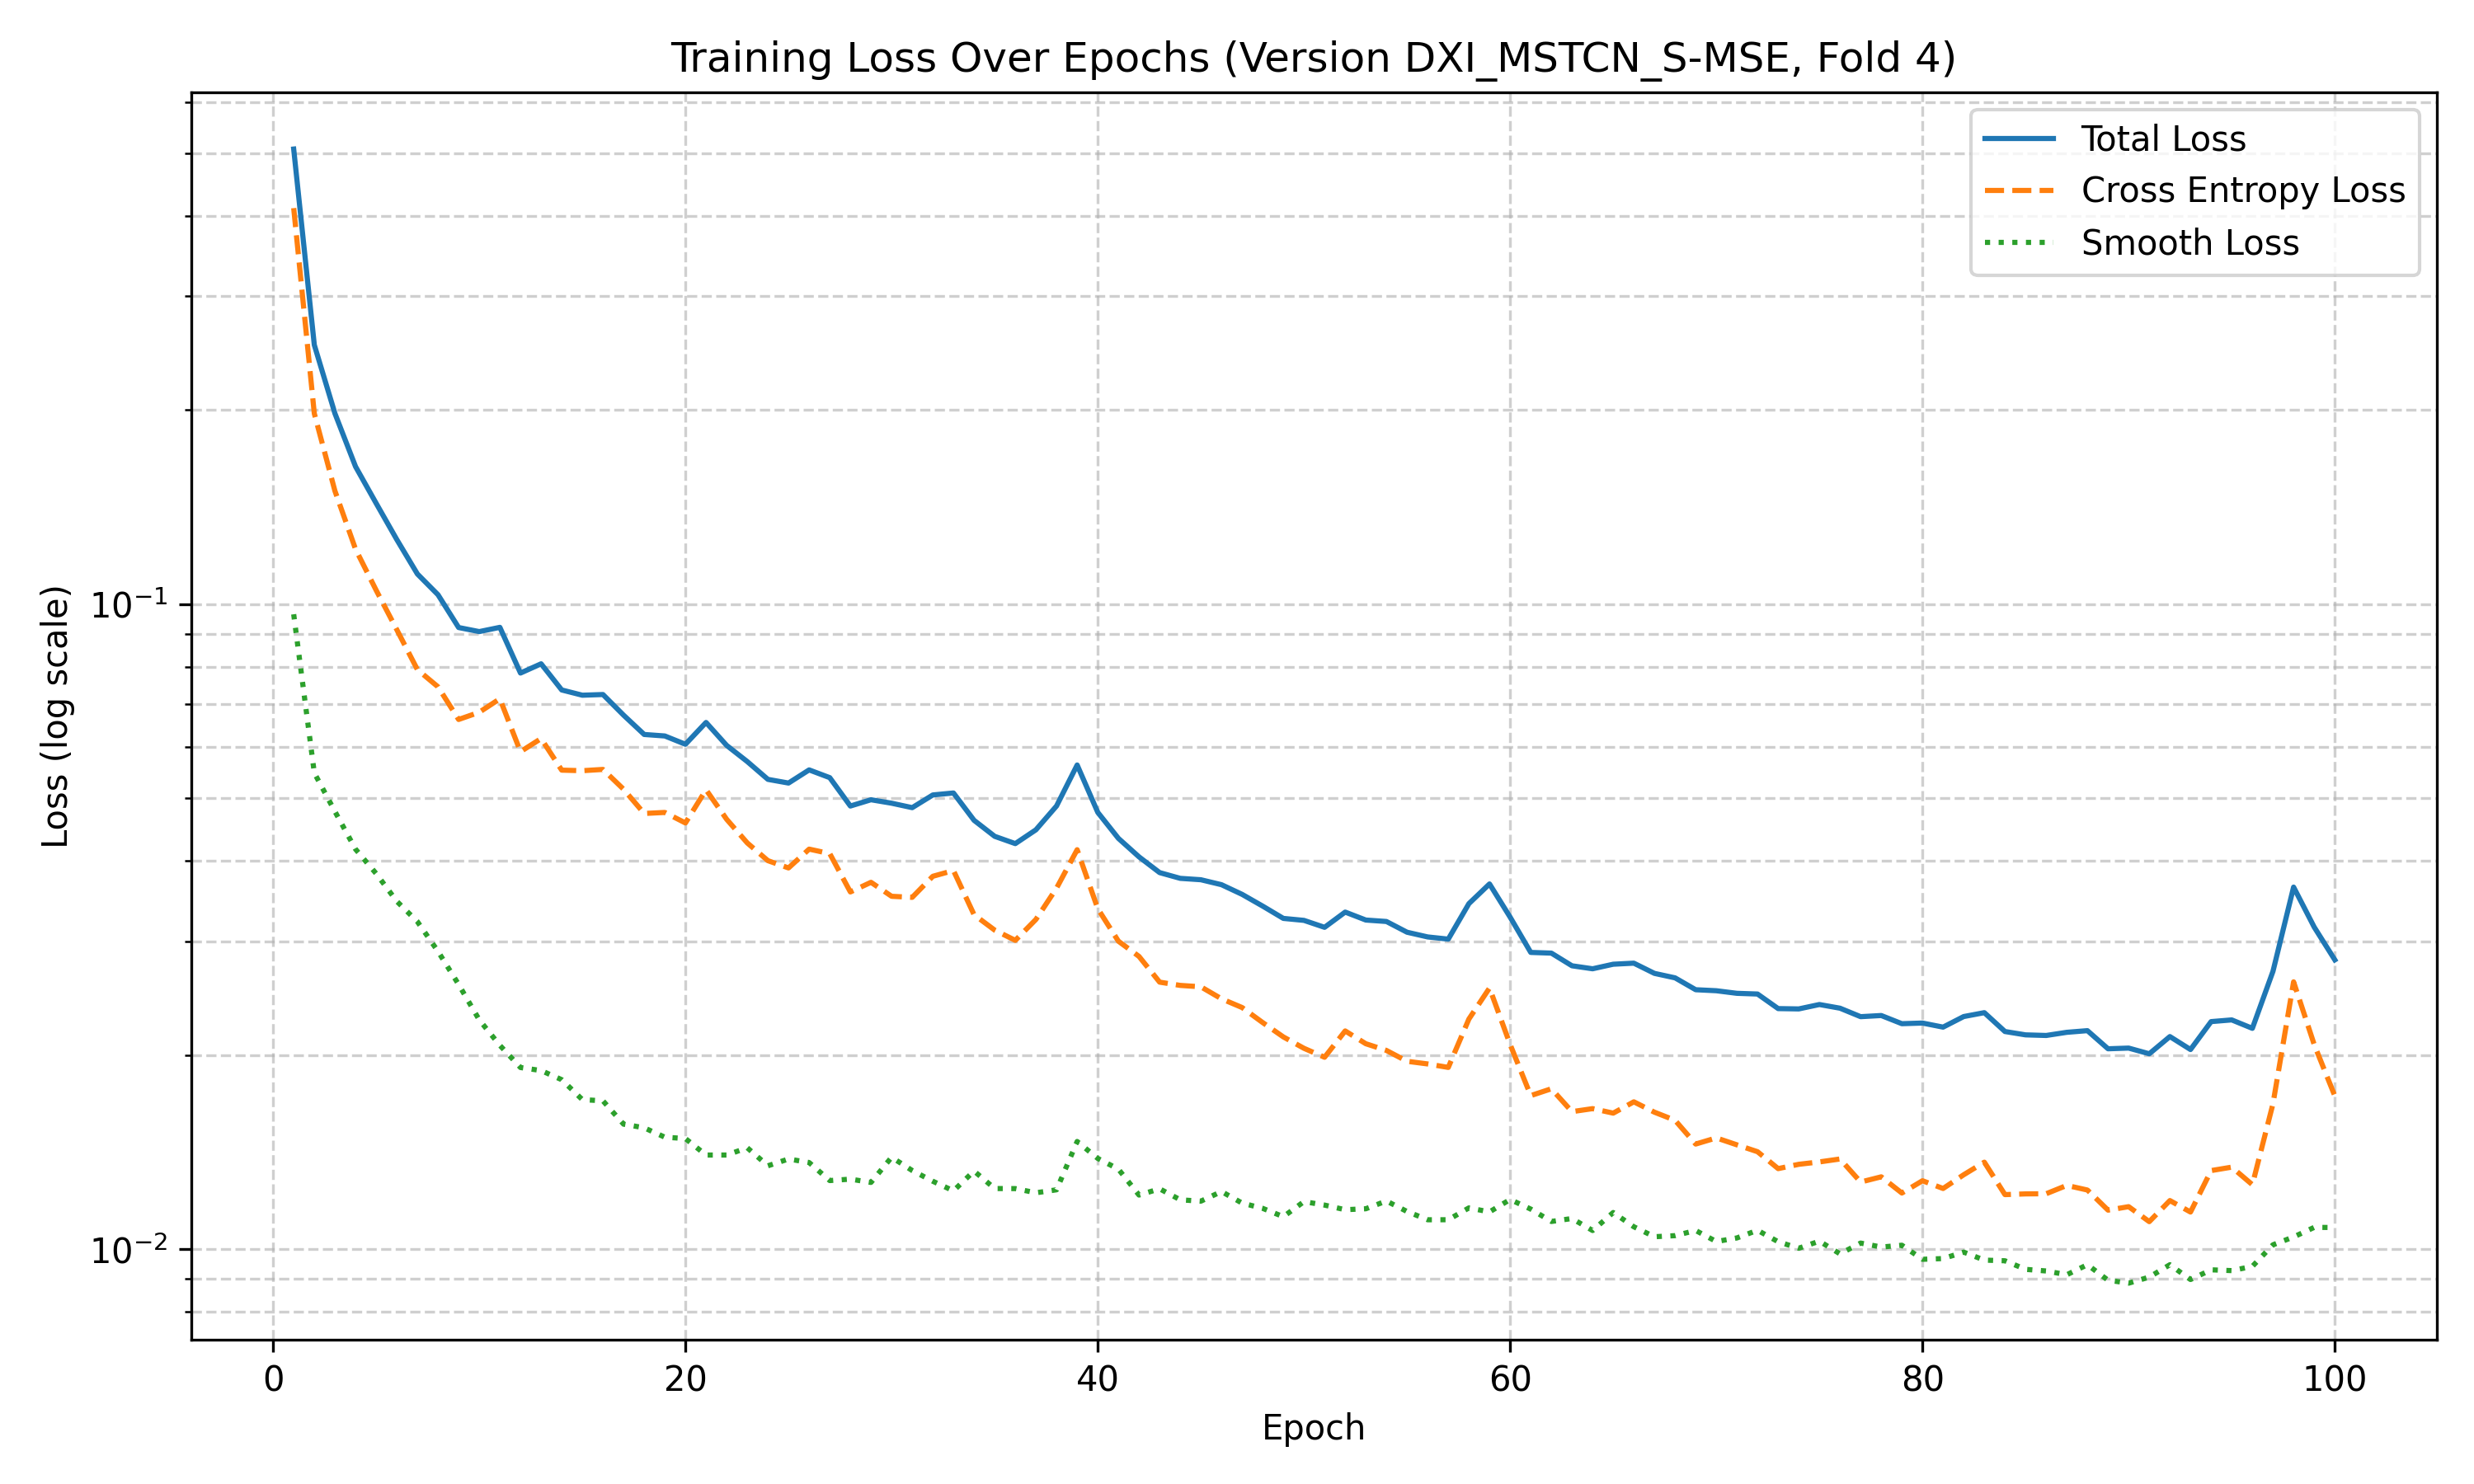 Training Loss Over Epochs (Version DXl_MSTCN_S-MSE, Fold 4)
Total Loss
Cross Entropy Loss
Smooth Loss
Loss (log scale)
10⁻¹
10⁻²
0 20 40 60 80 100
Epoch